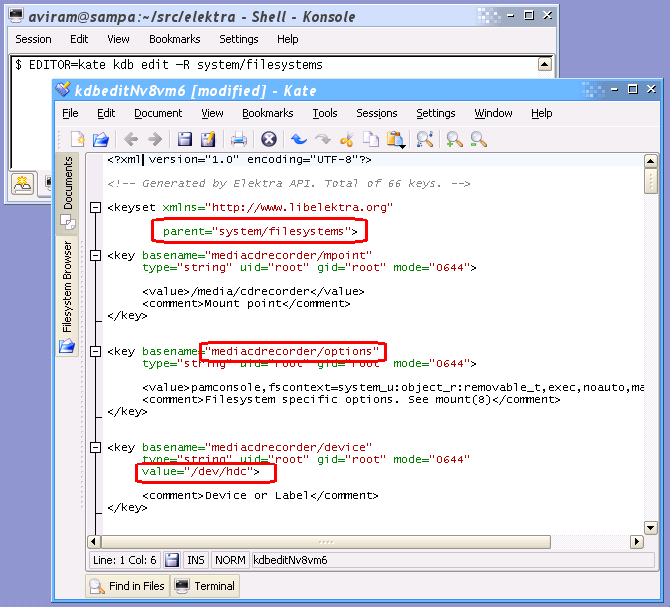 aviram@sampa:~/src/elektra - Shell - Konsole
Session Edit View Bookmarks Settings Help
$ EDITOR=kate kdb edit -R system/filesystems
kdbeditNv8vm6 [modified] - Kate
File Edit Document View Bookmarks Tools Sessions Settings Window Help
Documents
Filesystem Browser
<?xml version="1.0" encoding="UTF-8"?>
<!-- Generated by Elektra API. Total of 66 keys. -->
<keyset xmlns="http://www.libelektra.org"
parent="system/filesystems">
<key basename="mediacdrecorder/mpoint"
type="string" uid="root" gid="root" mode="0644">
<value>/media/cdrecorder</value>
<comment>Mount point</comment>
</key>
<key basename="mediacdrecorder/options"
type="string" uid="root" gid="root" mode="0644">
<value>pamconsole,fscontext=system_u:object_r:removable_t,exec,noauto,ma
<comment>Filesystem specific options. See mount(8)</comment>
</key>
<key basename="mediacdrecorder/device"
type="string" uid="root" gid="root" mode="0644"
value="/dev/hdc">
<comment>Device or Label</comment>
</key>
Line: 1 Col: 6 INS NORM kdbeditNv8vm6
Find in Files Terminal